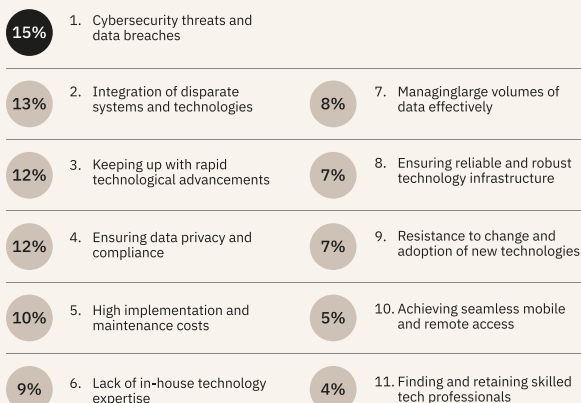 15%
1. Cybersecurity threats and
data breaches
13%
2. Integration of disparate
systems and technologies
12%
3. Keeping up with rapid
technological advancements
12%
4. Ensuring data privacy and
compliance
10%
5. High implementation and
maintenance costs
9%
6. Lack of in-house technology
expertise
8%
7. Managinglarge volumes of
data effectively
7%
8. Ensuring reliable and robust
technology infrastructure
7%
9. Resistance to change and
adoption of new technologies
5%
10. Achieving seamless mobile
and remote access
4%
11. Finding and retaining skilled
tech professionals